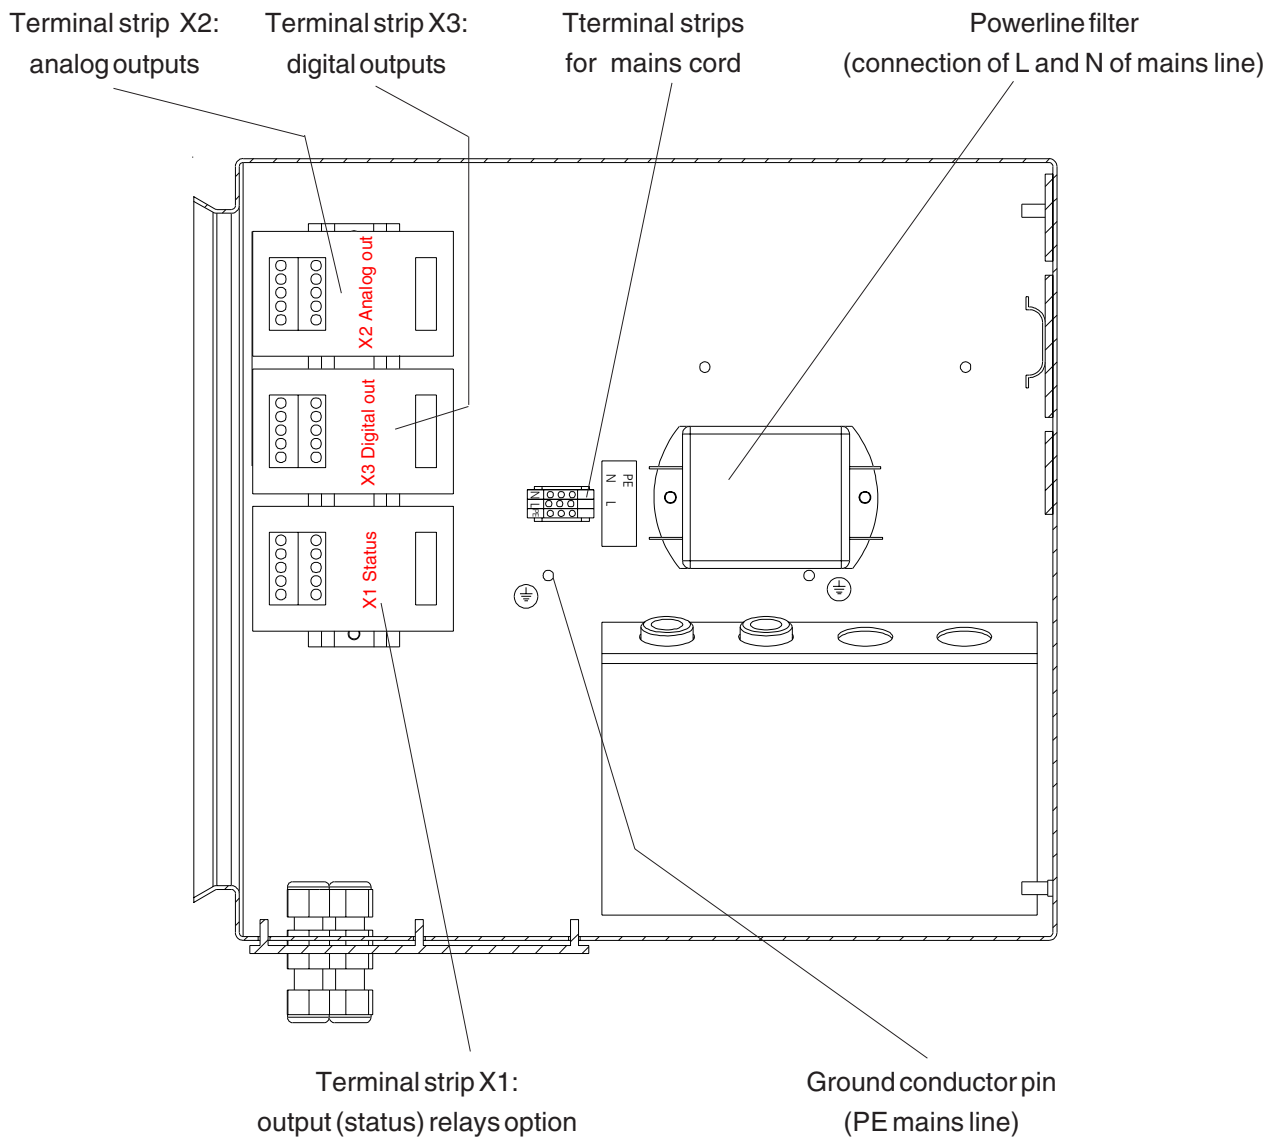 Terminal strip X2:
analog outputs
Terminal strip X3:
digital outputs
Tterminal strips
for mains cord
Powerline filter
(connection of L and N of mains line)
X2 Analog out
X3 Digital out
X1 Status
N
L
PE
PE
N
L
Terminal strip X1:
output (status) relays option
Ground conductor pin
(PE mains line)